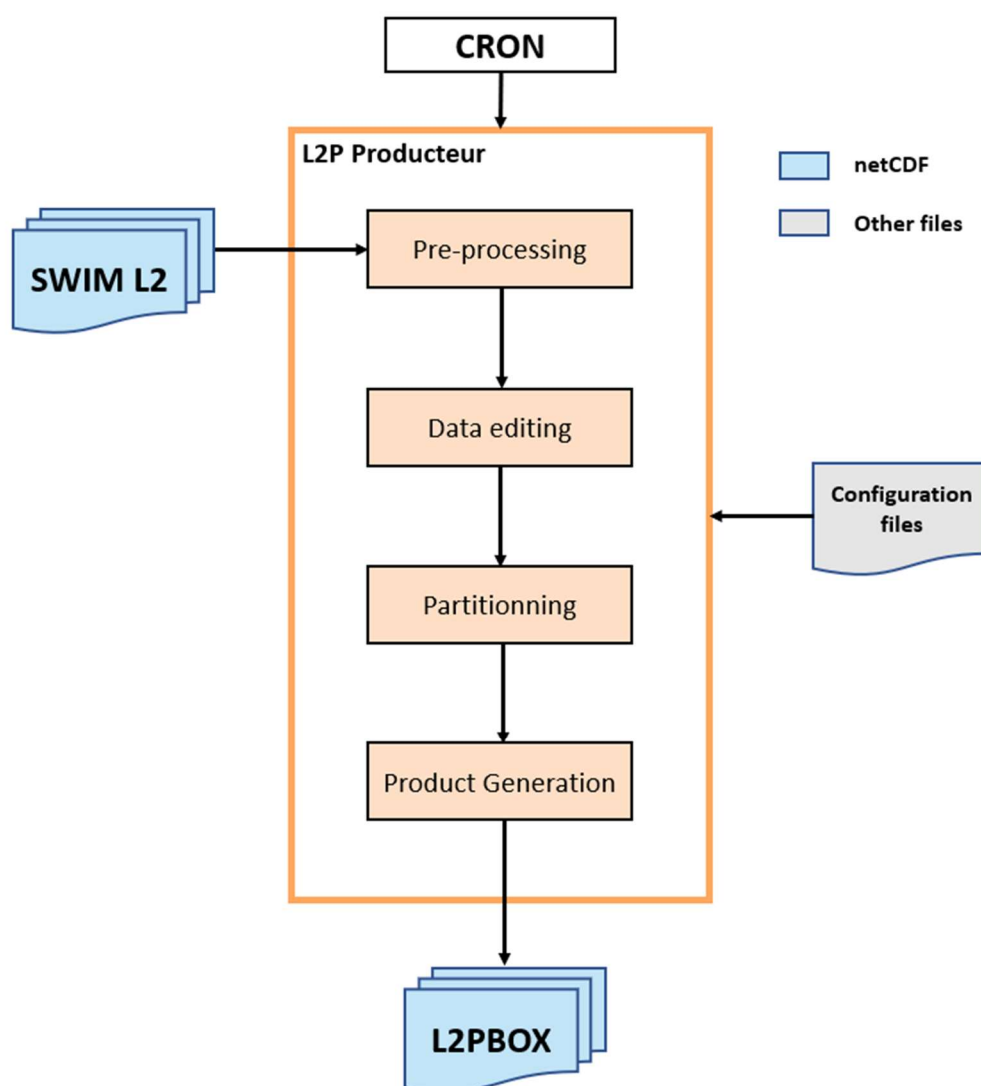 CRON
L2P Producteur
netCDF
Other files
Pre-processing
SWIM L2
Data editing
Configuration
files
Partitionning
Product Generation
L2PBOX